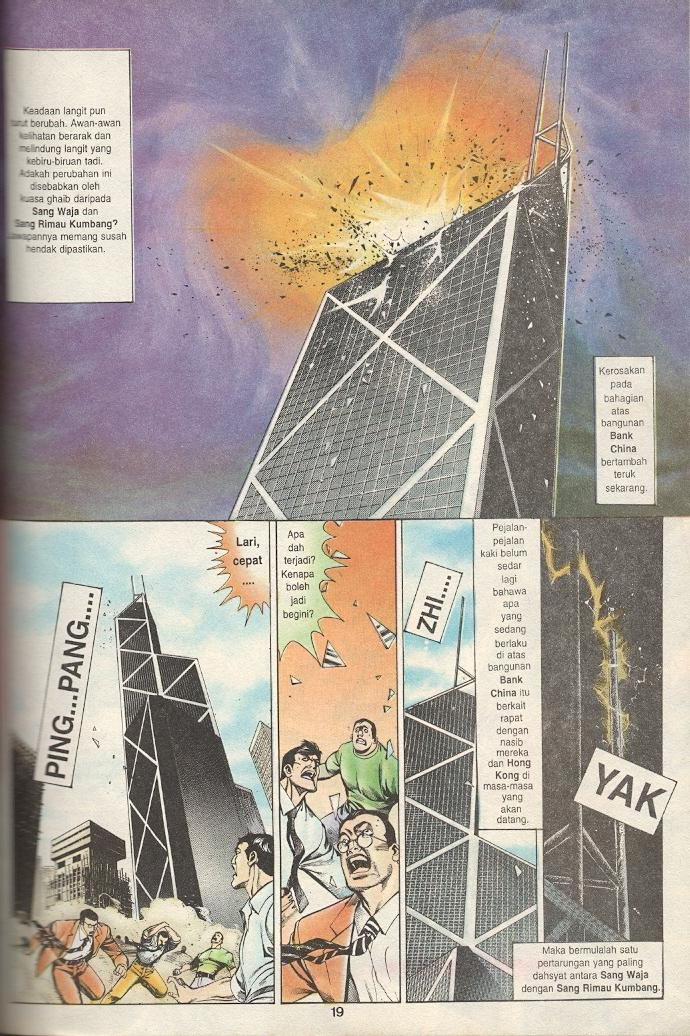 Keadaan langit pun
turut berubah. Awan-awan
kelihatan berarak dan
melindung langit yang
kebiru-biruan tadi.
Adakah perubahan ini
disebabkan oleh
kuasa ghaib daripada
Sang Waja dan
Sang Rimau Kumbang?
Jawapannya memang susah
hendak dipastikan.
Kerosakan
pada
bahagian
atas
bangunan
Bank
China
bertambah
teruk
sekarang.
PING...PANG....
Lari,
cepat
....
Apa
dah
terjadi?
Kenapa
boleh
jadi
begini?
ZHI....
Pejalan-
pejalan
kaki belum
sedar
lagi
bahawa
apa
yang
sedang
berlaku
di atas
bangunan
Bank
China itu
berkait
rapat
dengan
nasib
mereka
dan Hong
Kong di
masa-masa
yang
akan
datang.
YAK
Maka bermulalah satu
pertarungan yang paling
dahsyat antara Sang Waja
dengan Sang Rimau Kumbang.
19